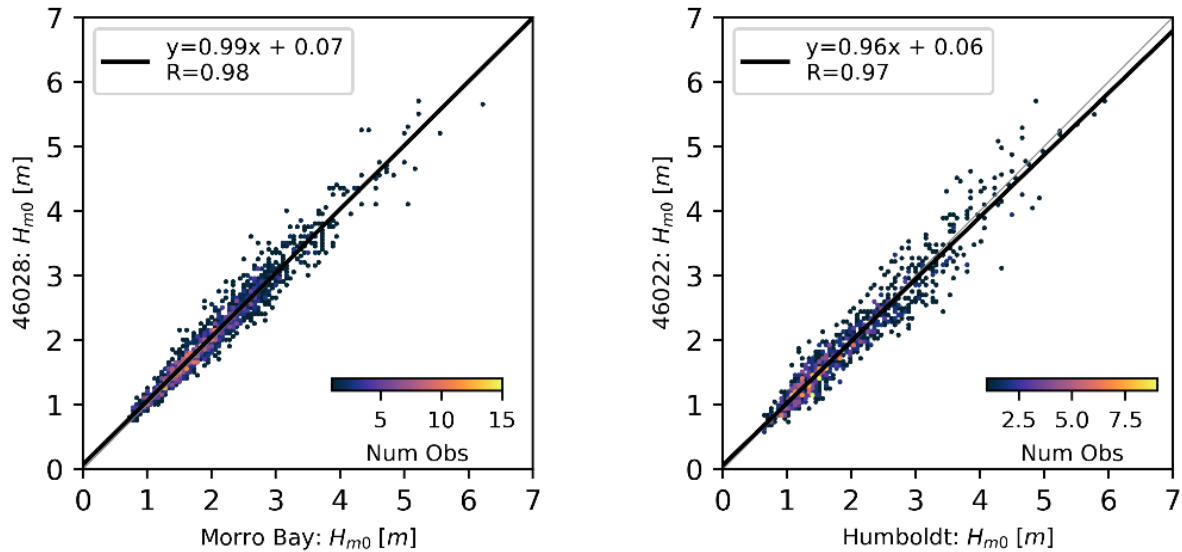 7
6
5
4
3
2
1
0
46028: Hm0 [m]
y=0.99x + 0.07
R=0.98
5 10 15
Num Obs
0 1 2 3 4 5 6 7
Morro Bay: Hm0 [m]
7
6
5
4
3
2
1
0
46022: Hm0 [m]
y=0.96x + 0.06
R=0.97
2.5 5.0 7.5
Num Obs
0 1 2 3 4 5 6 7
Humboldt: Hm0 [m]